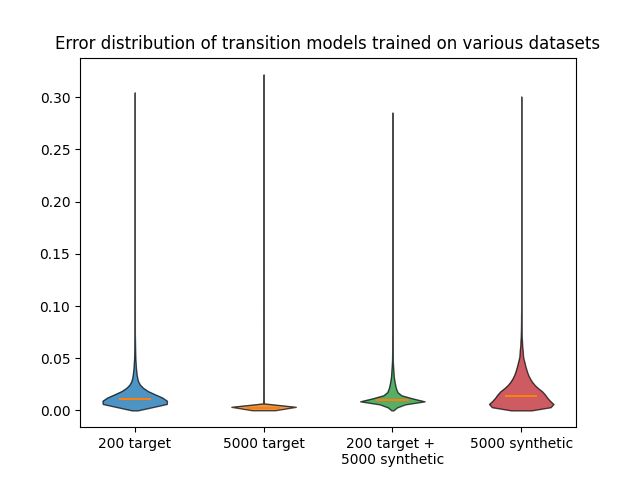 Error distribution of transition models trained on various datasets
0.30
0.25
0.20
0.15
0.10
0.05
0.00
200 target
5000 target
200 target +
5000 synthetic
5000 synthetic